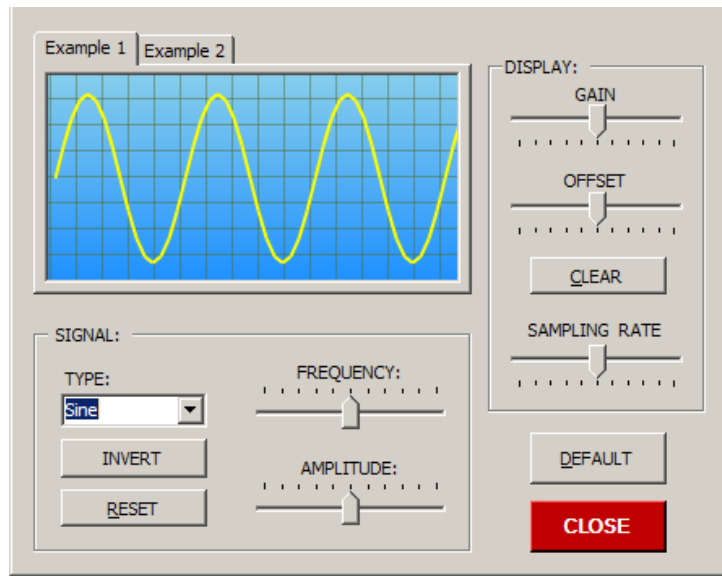 Example 1
Example 2
DISPLAY:
GAIN
OFFSET
CLEAR
SAMPLING RATE
SIGNAL:
TYPE:
Sine
INVERT
RESET
FREQUENCY:
AMPLITUDE:
DEFAULT
CLOSE